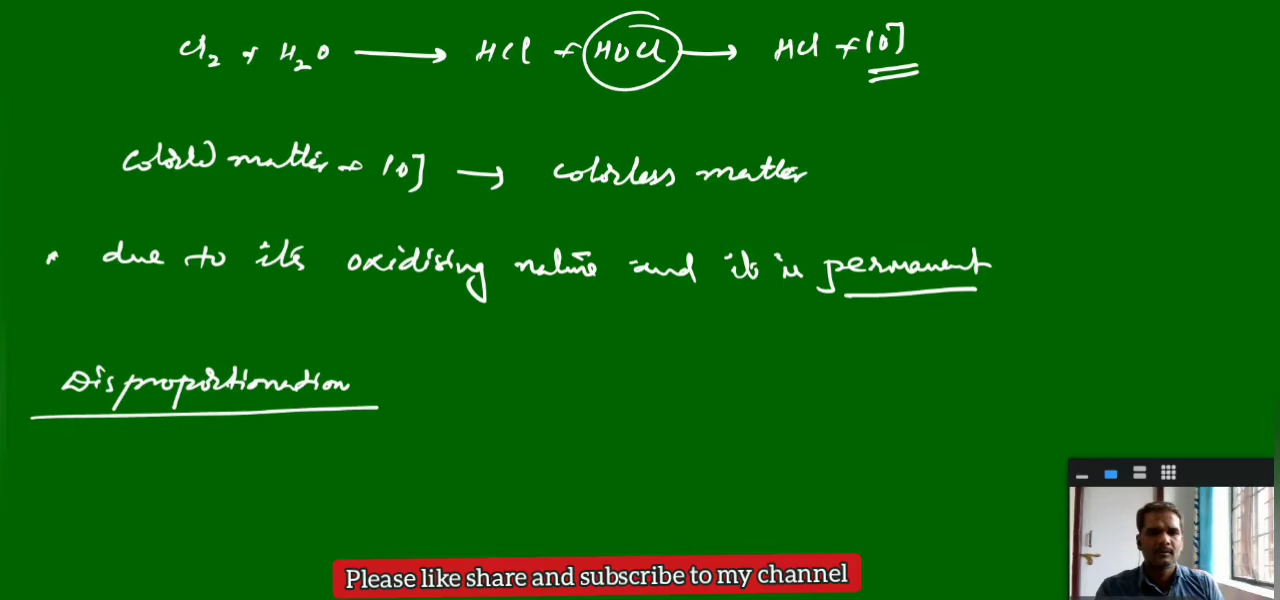 Cl2 + H2O ⟶ HCl + HOCl ⟶ HCl + [O]
Colored matter + [O] ⟶ colorless matter
* due to its oxidising nature and it is permanent
Disproportionation
Please like share and subscribe to my channel